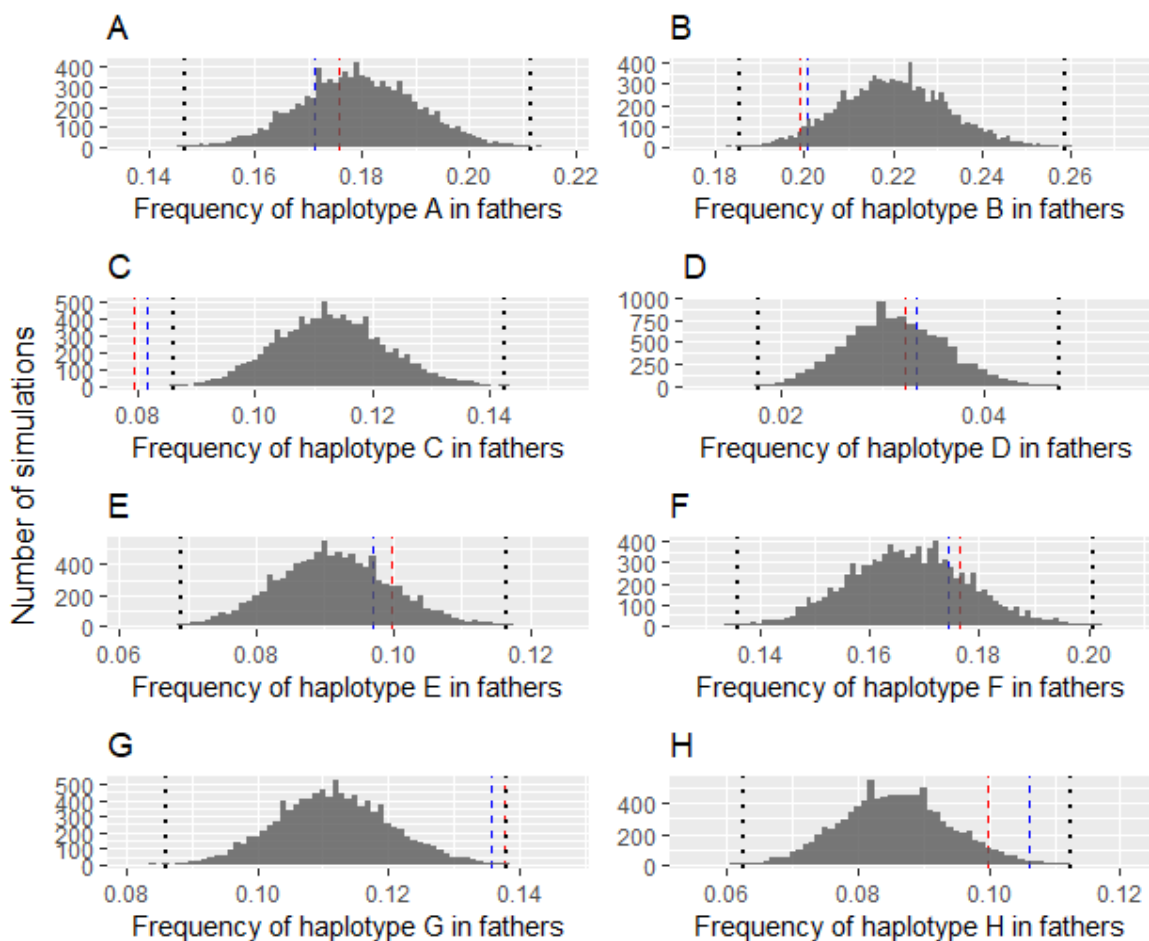 Number of simulations
A
400
300
200
100
0
0.14 0.16 0.18 0.20 0.22
Frequency of haplotype A in fathers
B
400
300
200
100
0
0.18 0.20 0.22 0.24 0.26
Frequency of haplotype B in fathers
C
500
400
300
200
100
0
0.08 0.10 0.12 0.14
Frequency of haplotype C in fathers
D
1000
750
500
250
0
0.02 0.04
Frequency of haplotype D in fathers
E
400
200
0
0.06 0.08 0.10 0.12
Frequency of haplotype E in fathers
F
400
300
200
100
0
0.14 0.16 0.18 0.20
Frequency of haplotype F in fathers
G
500
400
300
200
100
0
0.08 0.10 0.12 0.14
Frequency of haplotype G in fathers
H
400
200
0
0.06 0.08 0.10 0.12
Frequency of haplotype H in fathers